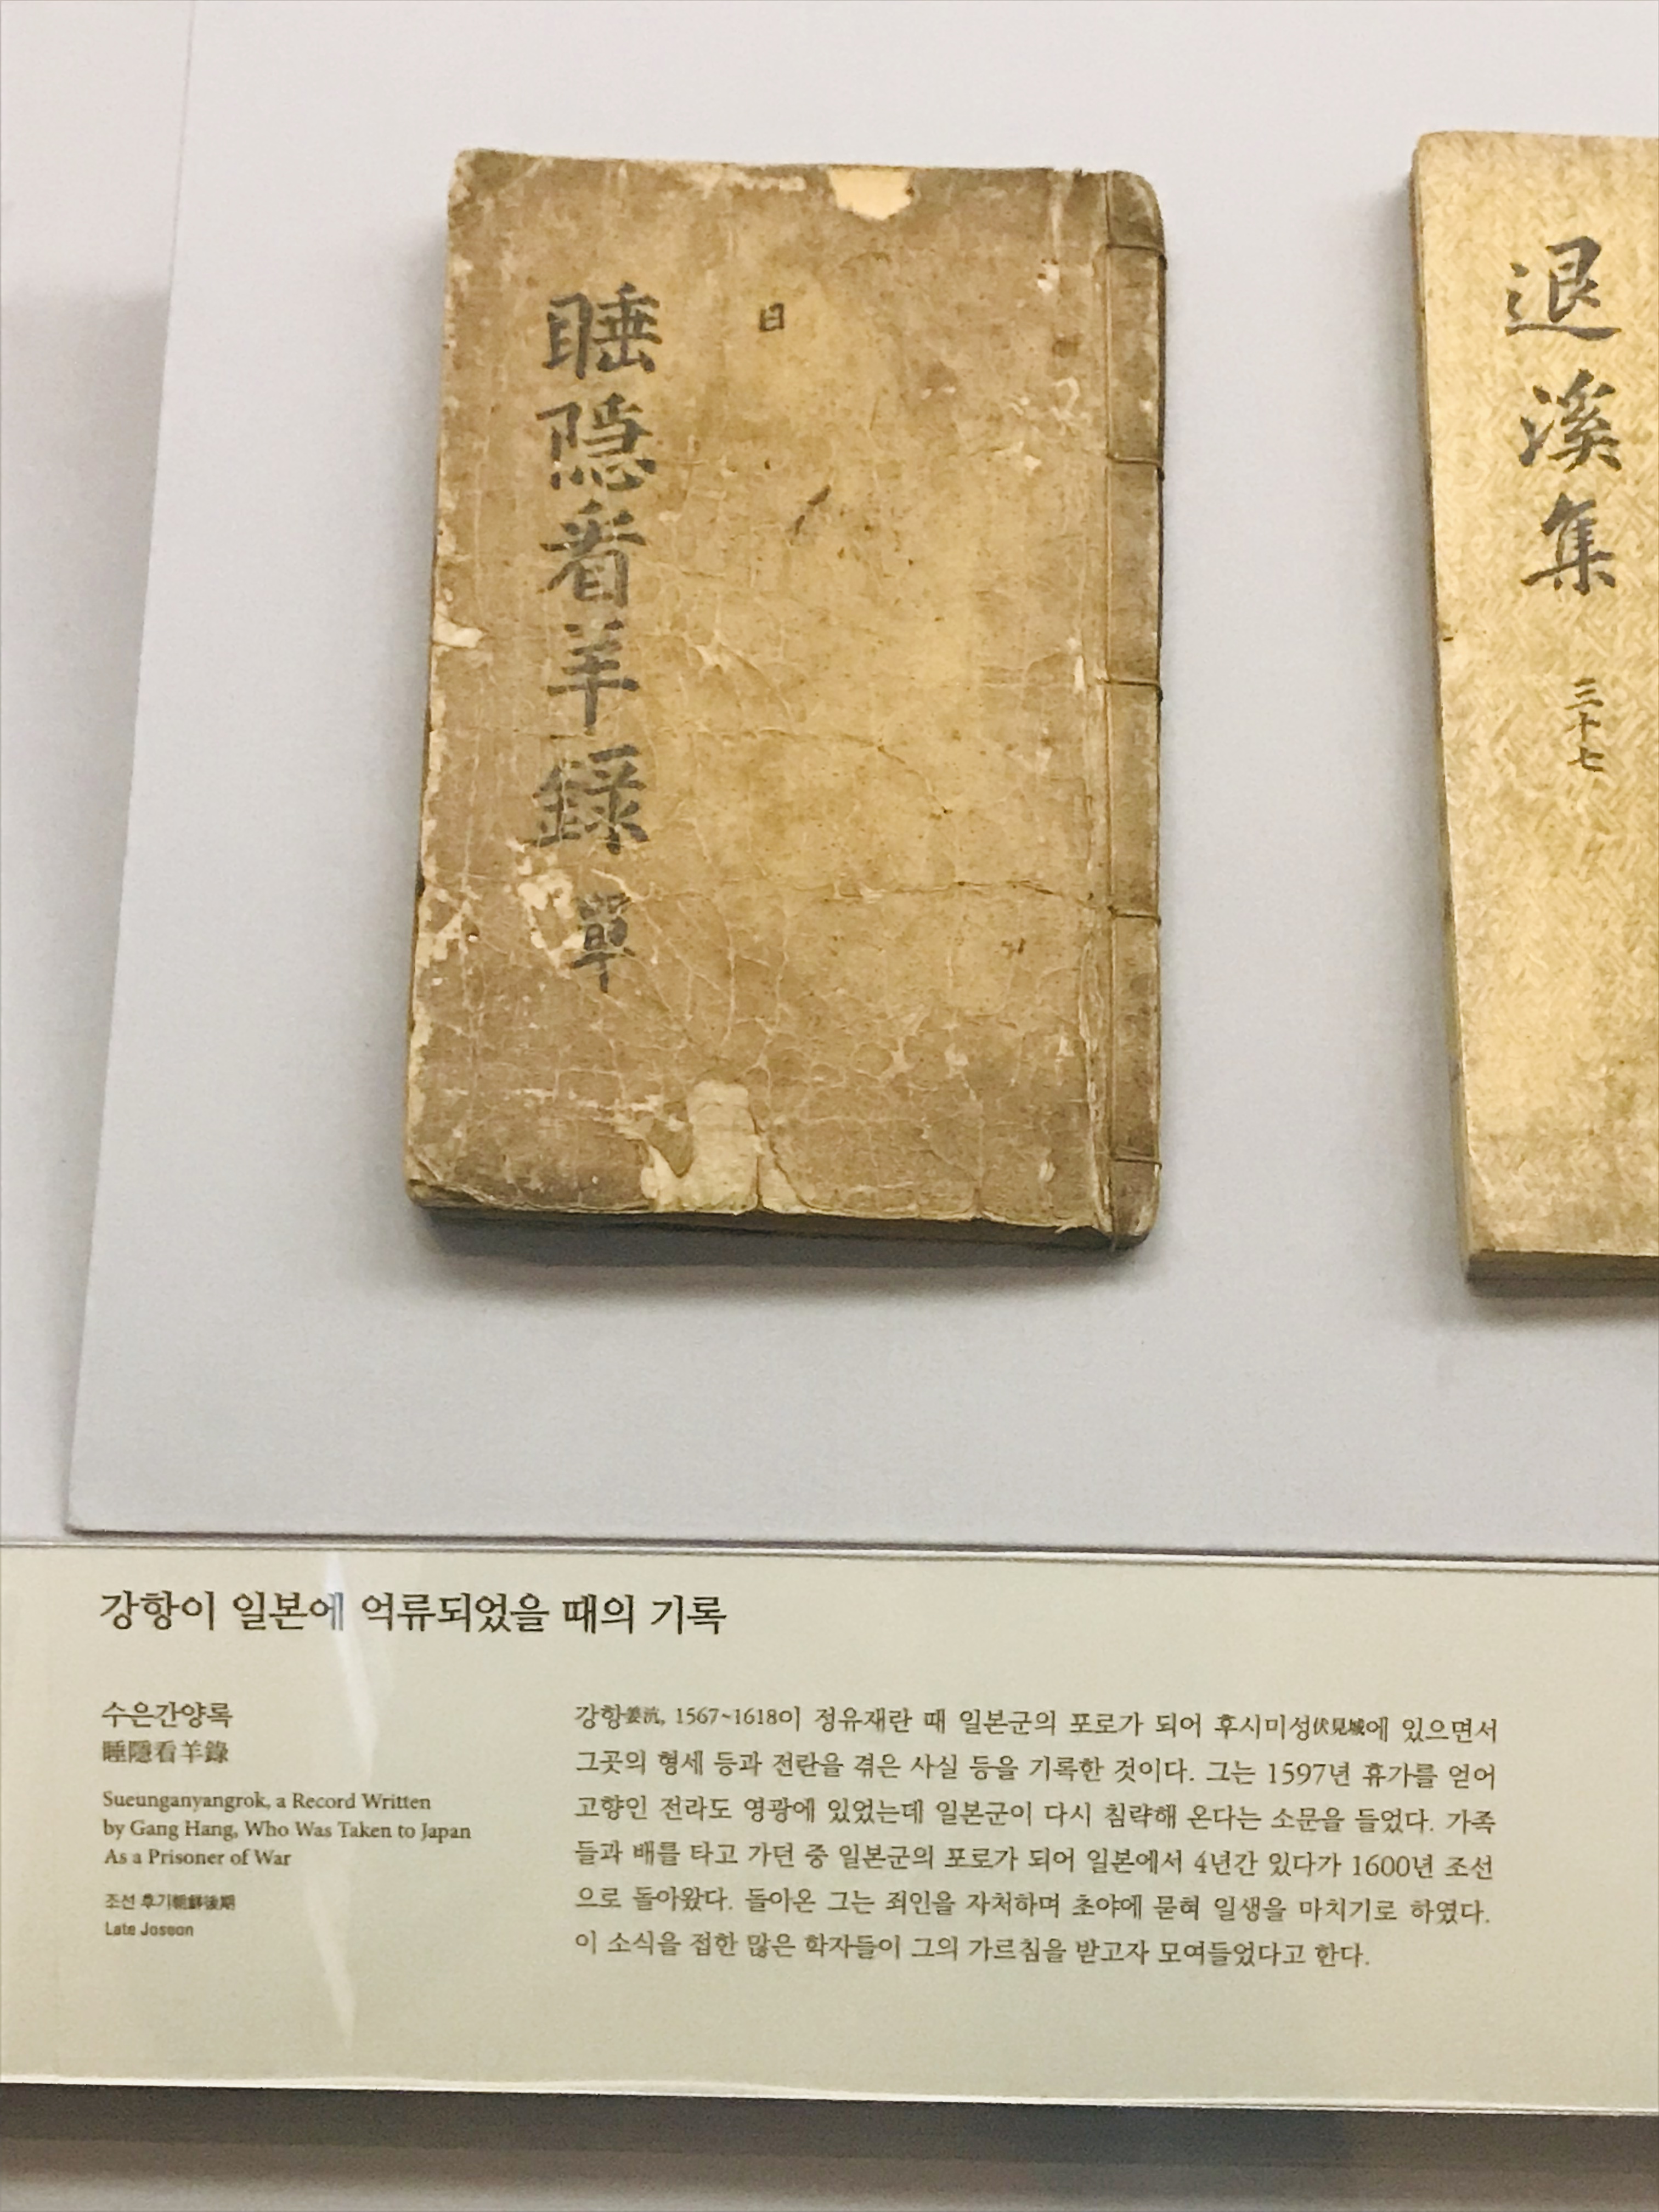 睡隱看羊錄 單
日
退溪集 三十七
강항이 일본에 억류되었을 때의 기록
수은간양록
睡隱看羊錄
Sueunganyangrok, a Record Written
by Gang Hang, Who Was Taken to Japan
As a Prisoner of War
조선 후기朝鮮後期
Late Joseon
강항姜沆, 1567~1618이 정유재란 때 일본군의 포로가 되어 후시미성伏見城에 있으면서
그곳의 형세 등과 전란을 겪은 사실 등을 기록한 것이다. 그는 1597년 휴가를 얻어
고향인 전라도 영광에 있었는데 일본군이 다시 침략해 온다는 소문을 들었다. 가족
들과 배를 타고 가던 중 일본군의 포로가 되어 일본에서 4년간 있다가 1600년 조선
으로 돌아왔다. 돌아온 그는 죄인을 자처하며 초야에 묻혀 일생을 마치기로 하였다.
이 소식을 접한 많은 학자들이 그의 가르침을 받고자 모여들었다고 한다.